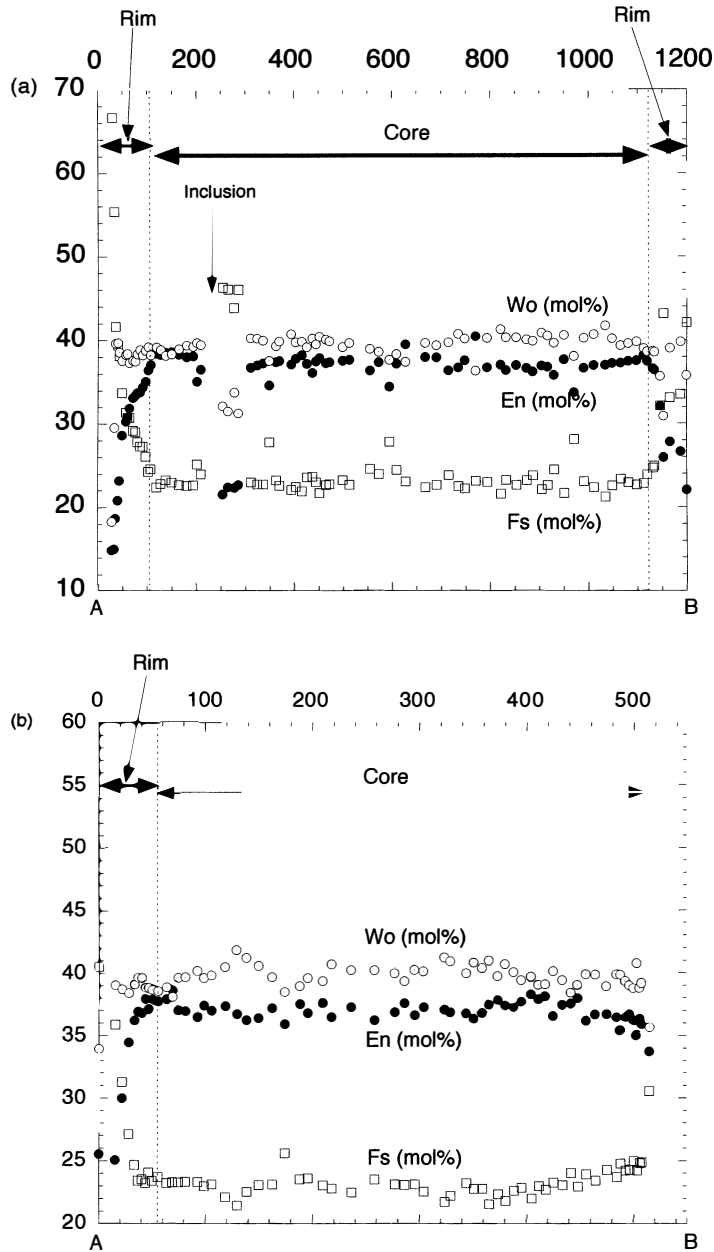 Rim
Rim
0 200 400 600 800 1000 1200
(a)
70
Core
60
Inclusion
50
Wo (mol%)
40
En (mol%)
30
Fs (mol%)
20
10
A B
Rim
0 100 200 300 400 500
(b)
60
Core
55
50
45
Wo (mol%)
40
35
En (mol%)
30
Fs (mol%)
25
20
A B